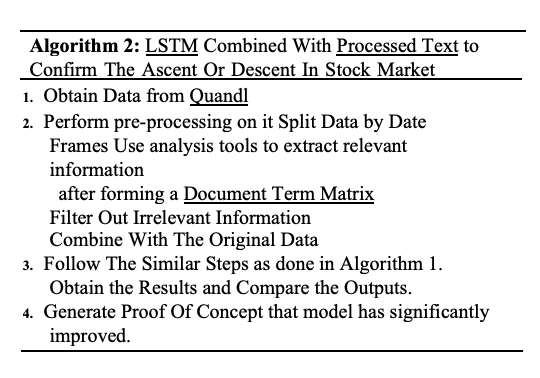 Algorithm 2: LSTM Combined With Processed Text to
Confirm The Ascent Or Descent In Stock Market
1. Obtain Data from Quandl
2. Perform pre-processing on it Split Data by Date
Frames Use analysis tools to extract relevant
information
after forming a Document Term Matrix
Filter Out Irrelevant Information
Combine With The Original Data
3. Follow The Similar Steps as done in Algorithm 1.
Obtain the Results and Compare the Outputs.
4. Generate Proof Of Concept that model has significantly
improved.